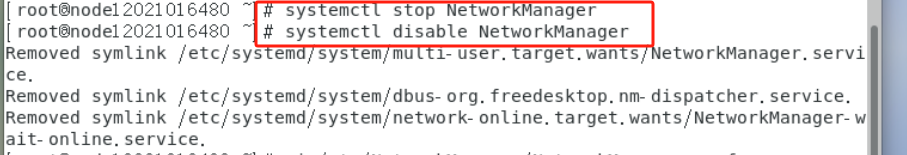 [root@node12021016480 ~]# systemctl stop NetworkManager
[root@node12021016480 ~]# systemctl disable NetworkManager
Removed symlink /etc/systemd/system/multi-user.target.wants/NetworkManager.servi
ce.
Removed symlink /etc/systemd/system/dbus-org.freedesktop.nm-dispatcher.service.
Removed symlink /etc/systemd/system/network-online.target.wants/NetworkManager-w
ait-online.service.